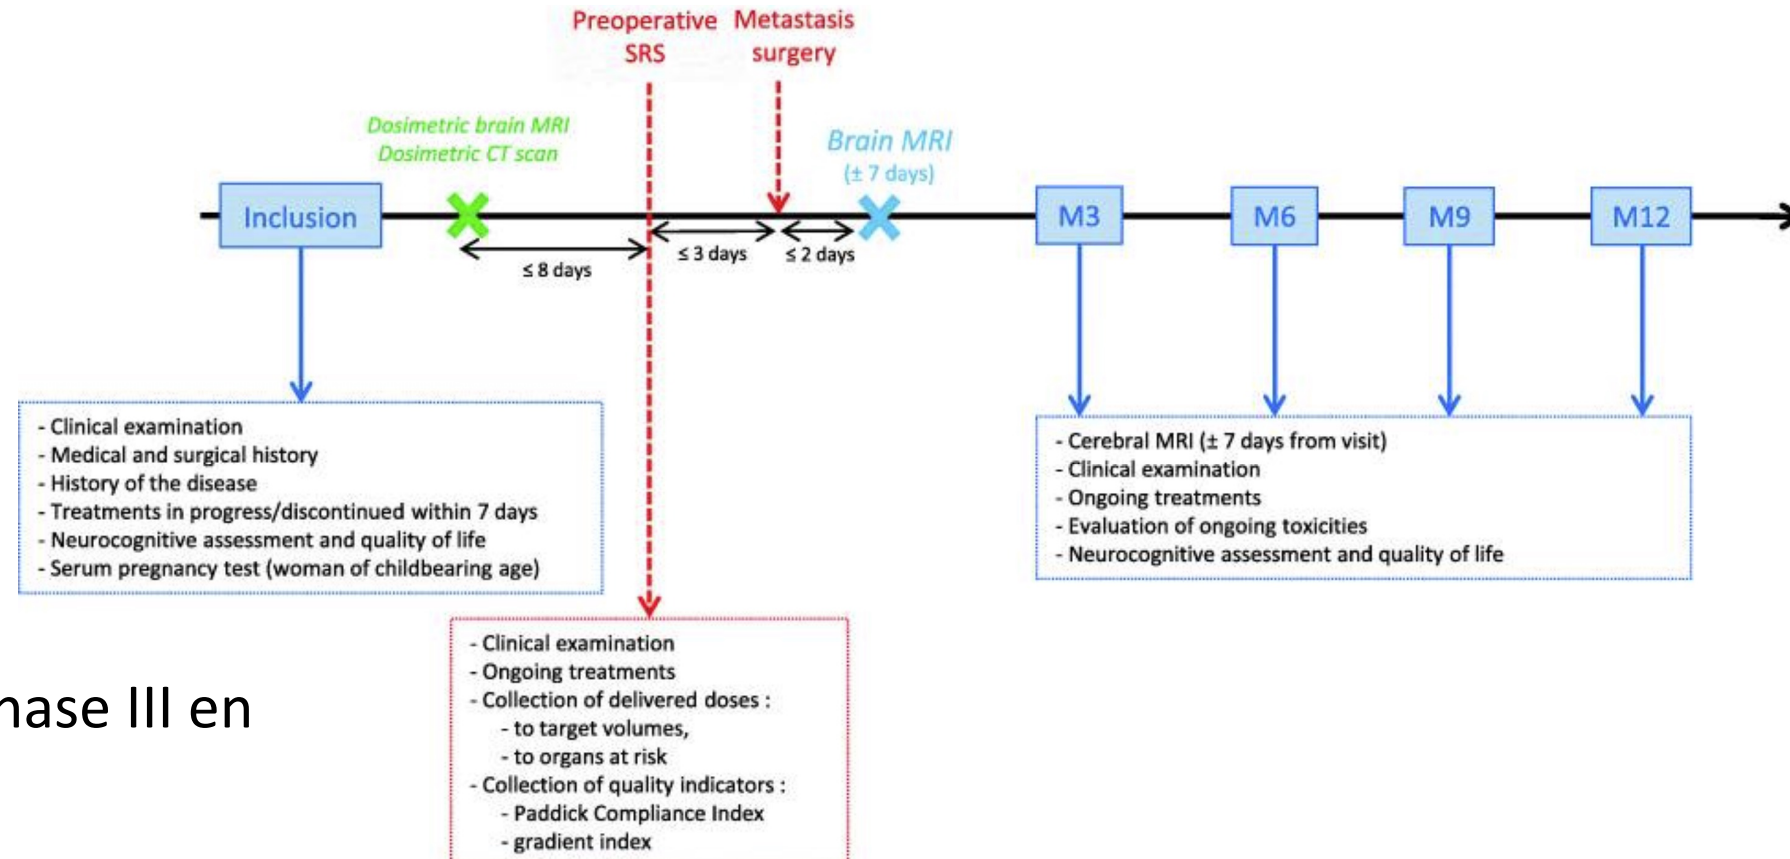 Preoperative
SRS
Metastasis
surgery
Dosimetric brain MRI
Dosimetric CT scan
Brain MRI
(± 7 days)
Inclusion
M3
M6
M9
M12
≤ 8 days
≤ 3 days
≤ 2 days
- Clinical examination
- Medical and surgical history
- History of the disease
- Treatments in progress/discontinued within 7 days
- Neurocognitive assessment and quality of life
- Serum pregnancy test (woman of childbearing age)
- Cerebral MRI (± 7 days from visit)
- Clinical examination
- Ongoing treatments
- Evaluation of ongoing toxicities
- Neurocognitive assessment and quality of life
- Clinical examination
- Ongoing treatments
- Collection of delivered doses :
- to target volumes,
- to organs at risk
- Collection of quality indicators :
- Paddick Compliance Index
- gradient index
hase III en